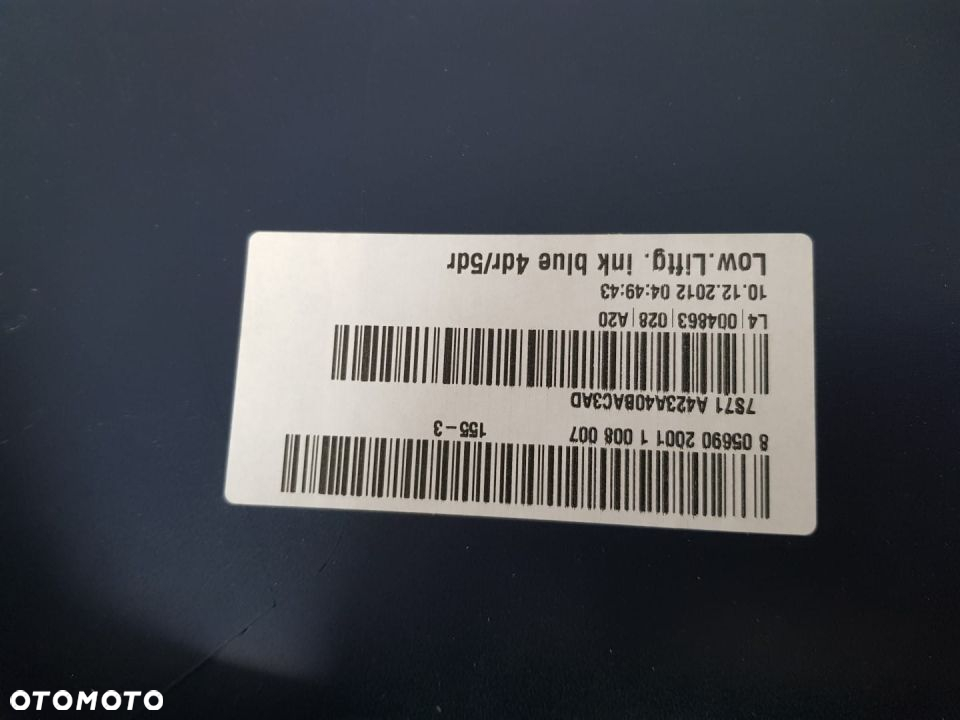 8 05690 2001 1 008 007 155-3
7S71 A423A40BAC3AD
L4 | 004863 | 028 | A20
10.12.2012 04:49:43
Low.Liftg. ink blue 4dr/5dr
OTOMOTO